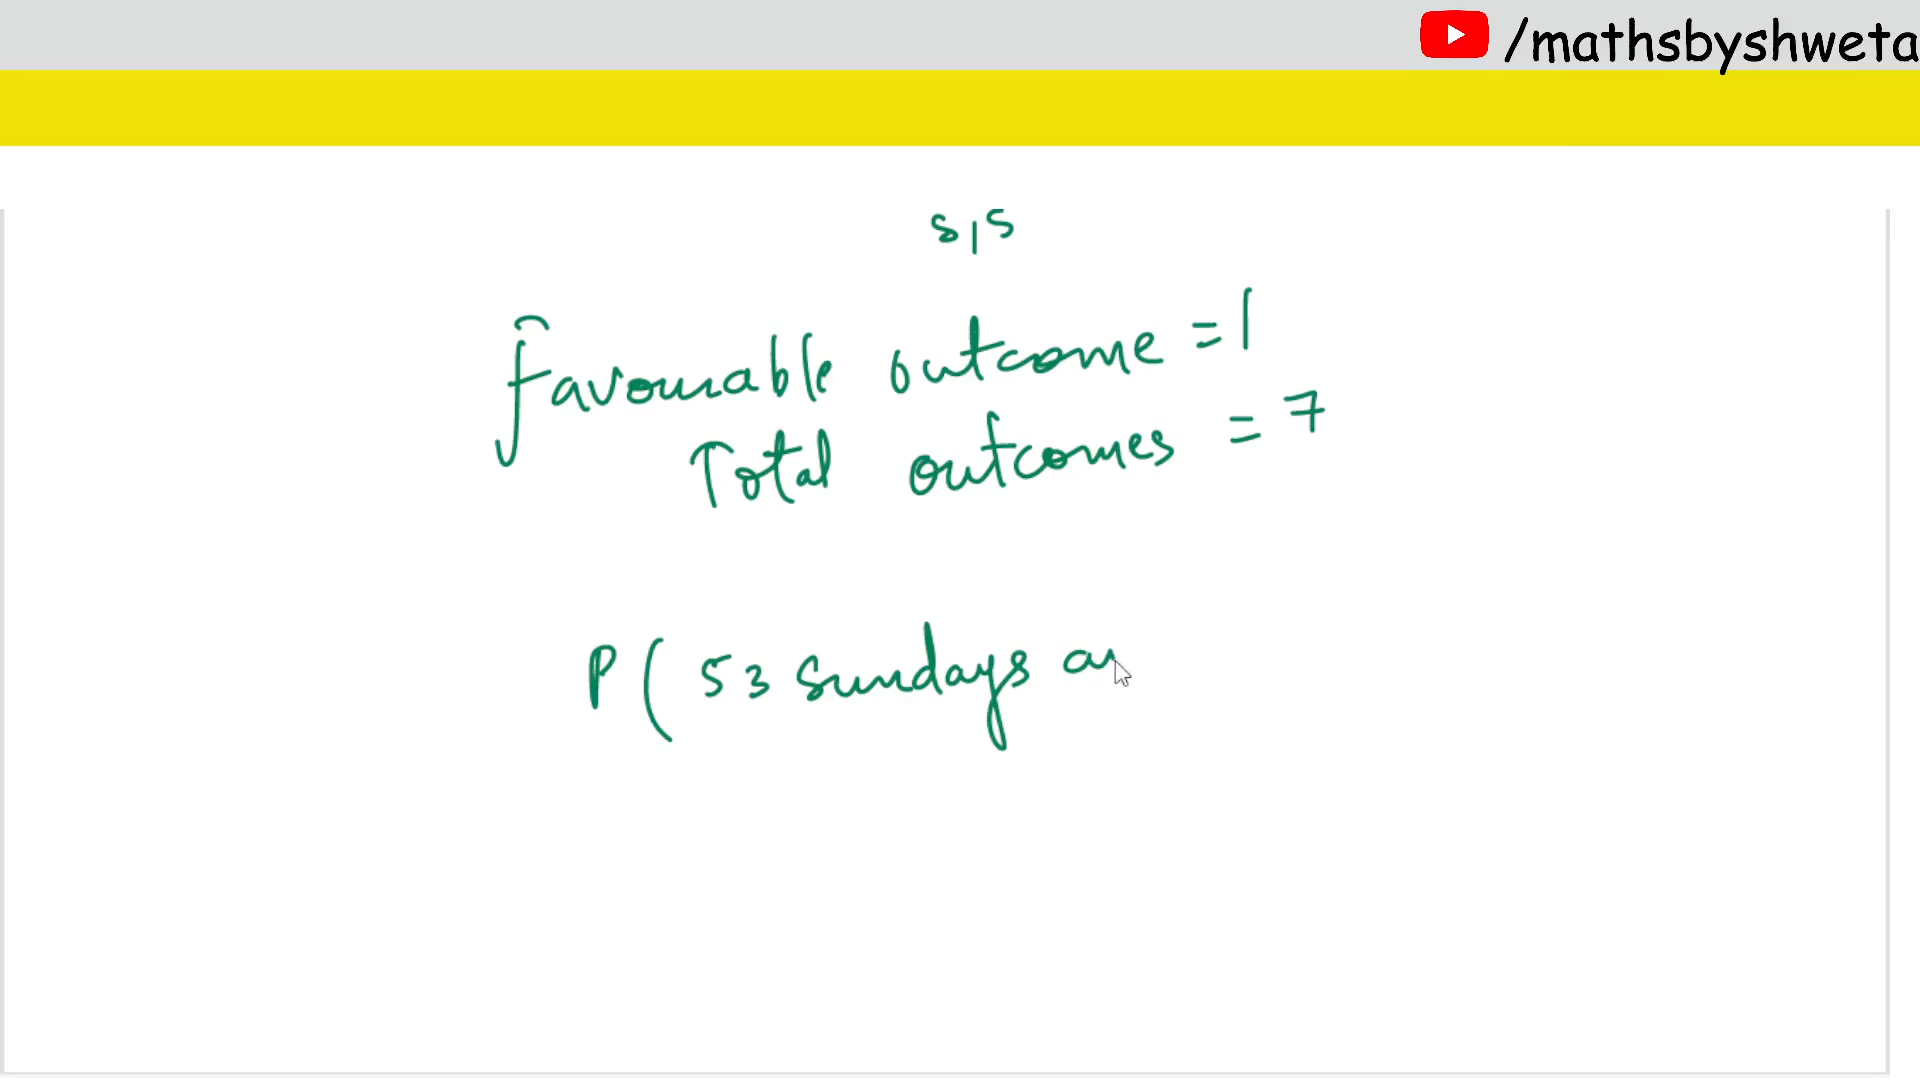 /mathsbyshweta
S, S
favourable outcome = 1
Total outcomes = 7
P ( 53 Sundays an